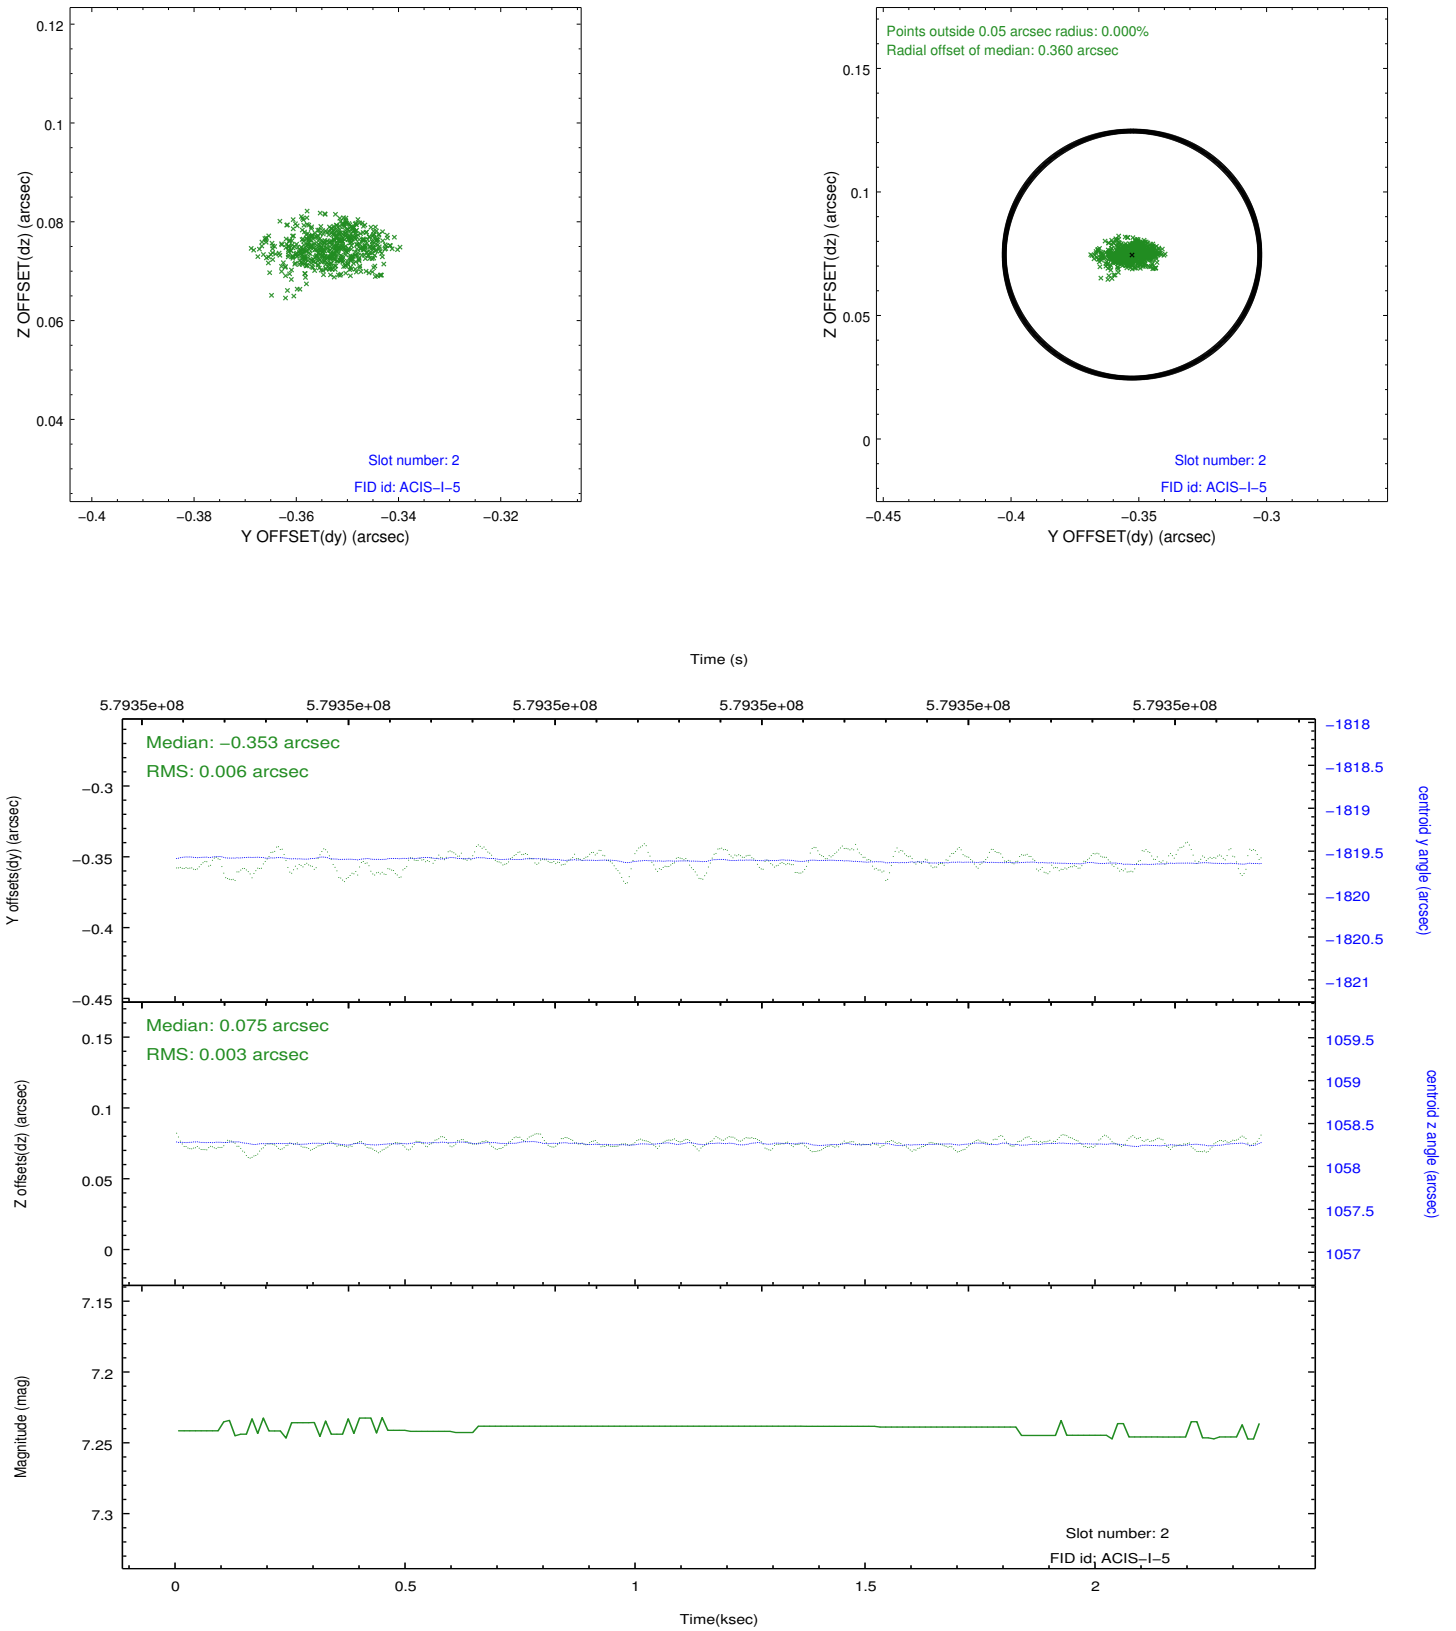 0.12
0.1
0.08
0.06
0.04
Z OFFSET(dz) (arcsec)
Slot number: 2
FID id: ACIS−I−5
−0.4 −0.38 −0.36 −0.34 −0.32
Y OFFSET(dy) (arcsec)
Points outside 0.05 arcsec radius: 0.000%
Radial offset of median: 0.360 arcsec
0.15
0.1
0.05
0
Z OFFSET(dz) (arcsec)
Slot number: 2
FID id: ACIS−I−5
−0.45 −0.4 −0.35 −0.3
Y OFFSET(dy) (arcsec)
Time (s)
5.7935e+08 5.7935e+08 5.7935e+08 5.7935e+08 5.7935e+08 5.7935e+08
Median: −0.353 arcsec
RMS: 0.006 arcsec
−0.3
−0.35
−0.4
−0.45
Y offsets(dy) (arcsec)
−1818
−1818.5
−1819
−1819.5
−1820
−1820.5
−1821
centroid y angle (arcsec)
Median: 0.075 arcsec
RMS: 0.003 arcsec
0.15
0.1
0.05
0
Z offsets(dz) (arcsec)
1059.5
1059
1058.5
1058
1057.5
1057
centroid z angle (arcsec)
7.15
7.2
7.25
7.3
Magnitude (mag)
Slot number: 2
FID id: ACIS−I−5
0 0.5 1 1.5 2
Time(ksec)